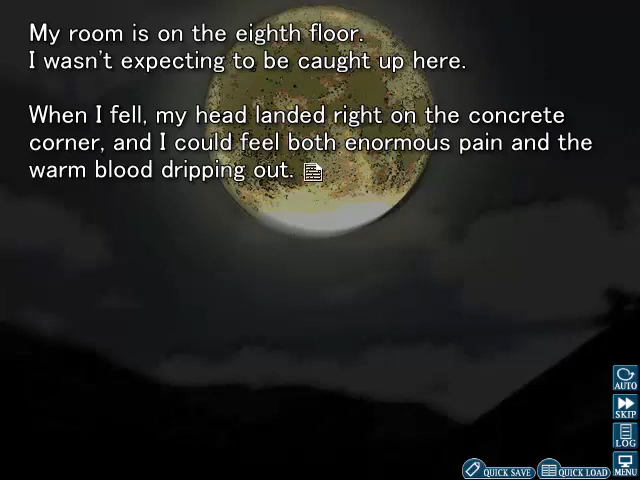 My room is on the eighth floor.
I wasn't expecting to be caught up here.
When I fell, my head landed right on the concrete
corner, and I could feel both enormous pain and the
warm blood dripping out.
AUTO
SKIP
LOG
MENU
QUICK SAVE
QUICK LOAD